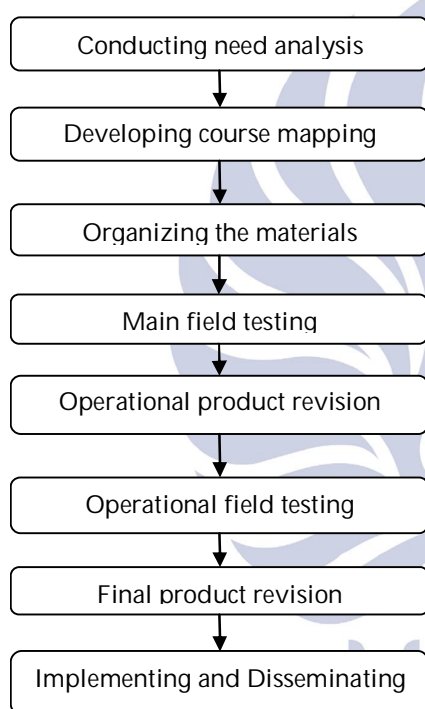 Conducting need analysis
Developing course mapping
Organizing the materials
Main field testing
Operational product revision
Operational field testing
Final product revision
Implementing and Disseminating